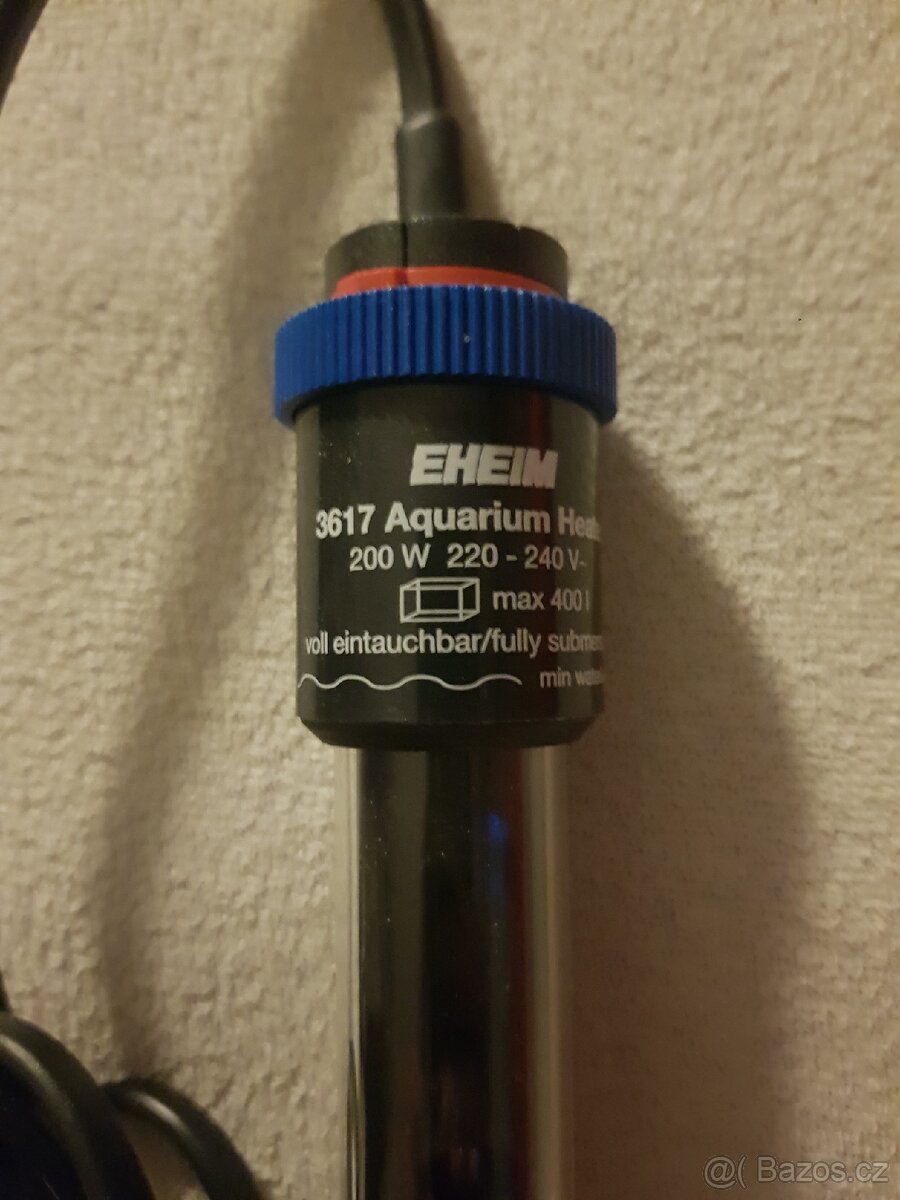 EHEIM
3617 Aquarium
200 W 220 - 240 V~
max 400 l
voll eintauchbar/fully
min
@( Bazos.cz